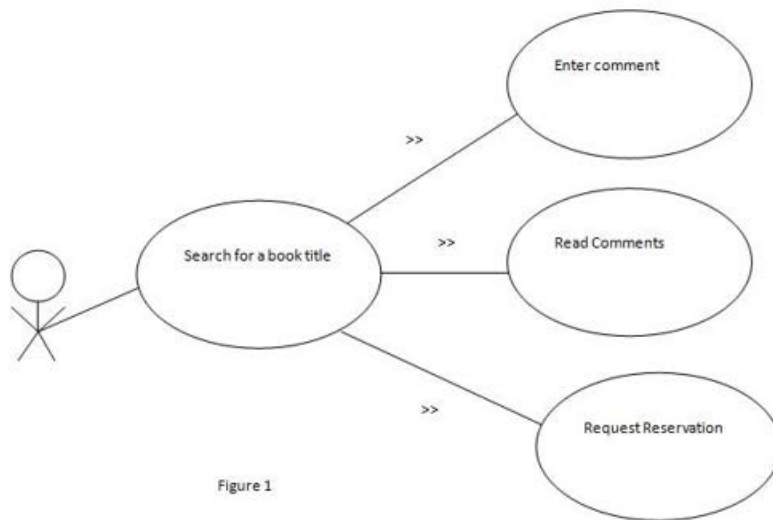 Enter comment
>>
Search for a book title
>>
Read Comments
>>
Request Reservation
Figure 1